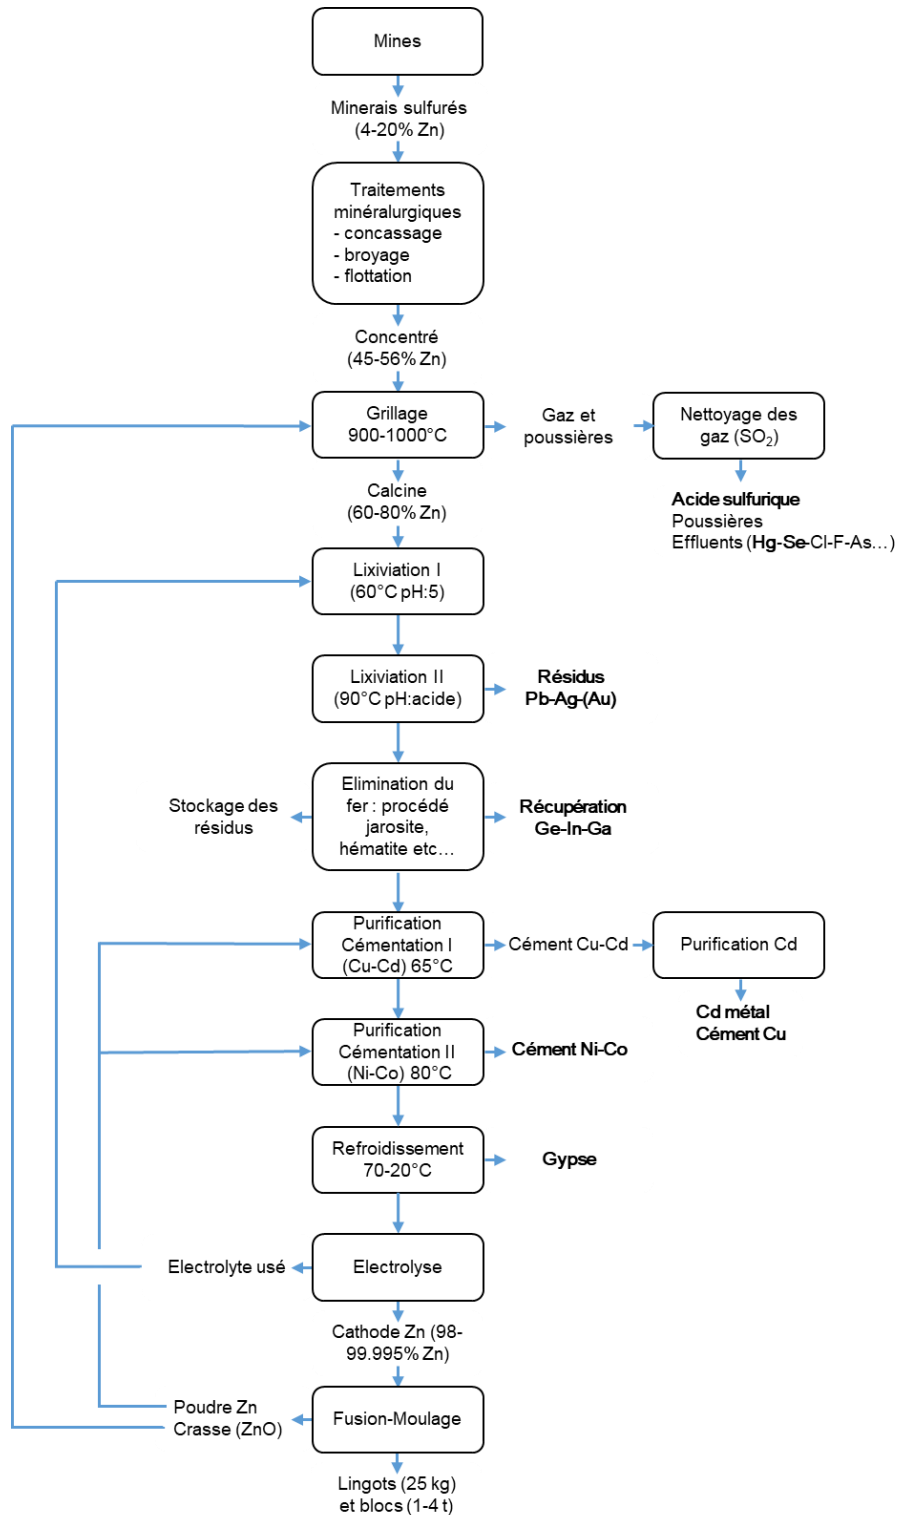 Mines
Minerais sulfurés
(4-20% Zn)
Traitements
minéralurgiques
- concassage
- broyage
- flottation
Concentré
(45-56% Zn)
Grillage
900-1000°C
Gaz et
poussières
Nettoyage des
gaz (SO₂)
Acide sulfurique
Poussières
Effluents (Hg-Se-Cl-F-As…)
Calcine
(60-80% Zn)
Lixiviation I
(60°C pH:5)
Lixiviation II
(90°C pH:acide)
Résidus
Pb-Ag-(Au)
Elimination du
fer : procédé
jarosite,
hématite etc…
Stockage des
résidus
Récupération
Ge-In-Ga
Purification
Cémentation I
(Cu-Cd) 65°C
Cément Cu-Cd
Purification Cd
Cd métal
Cément Cu
Purification
Cémentation II
(Ni-Co) 80°C
Cément Ni-Co
Refroidissement
70-20°C
Gypse
Electrolyte usé
Electrolyse
Cathode Zn (98-
99.995% Zn)
Poudre Zn
Crasse (ZnO)
Fusion-Moulage
Lingots (25 kg)
et blocs (1-4 t)